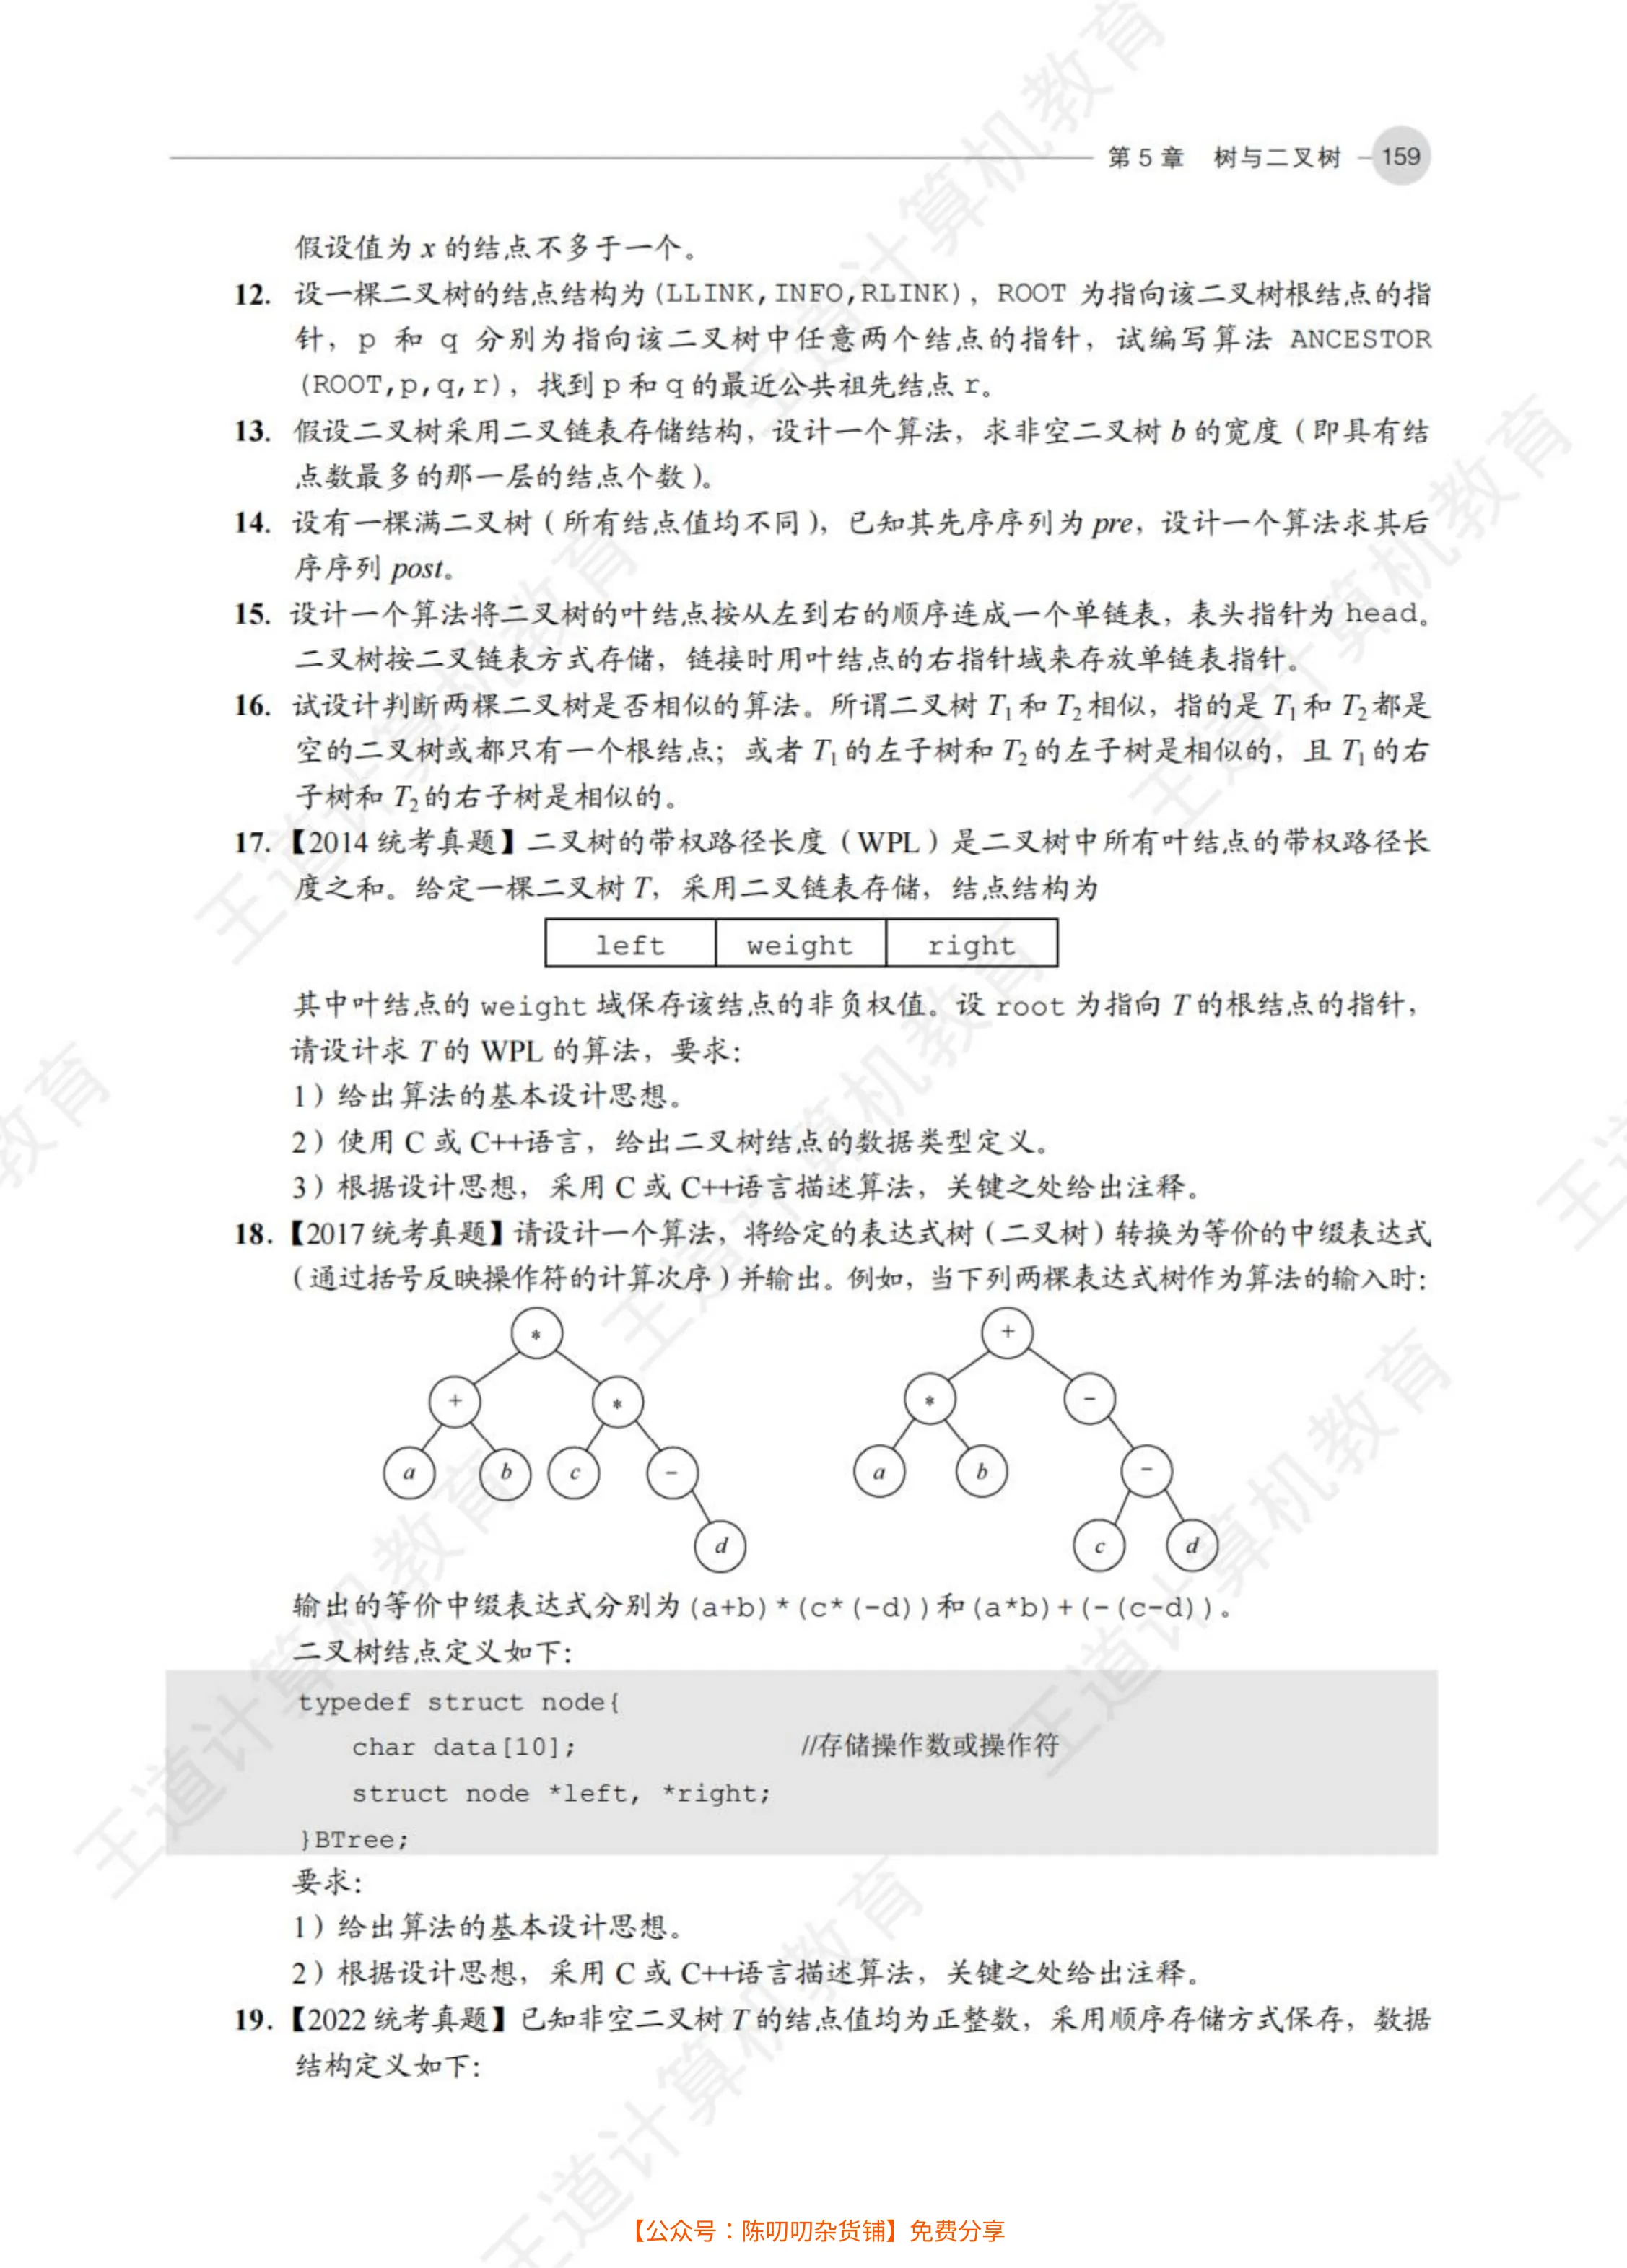 第 5 章 树与二叉树 159
假设值为 x 的结点不多于一个。
12. 设一棵二叉树的结点结构为(LLINK,INFO,RLINK)，ROOT 为指向该二叉树根结点的指
针，p 和 q 分别为指向该二叉树中任意两个结点的指针，试编写算法 ANCESTOR
(ROOT,p,q,r)，找到 p 和 q 的最近公共祖先结点 r。
13. 假设二叉树采用二叉链表存储结构，设计一个算法，求非空二叉树 b 的宽度（即具有结
点数最多的那一层的结点个数）。
14. 设有一棵满二叉树（所有结点值均不同），已知其先序序列为 pre，设计一个算法求其后
序序列 post。
15. 设计一个算法将二叉树的叶结点按从左到右的顺序连成一个单链表，表头指针为 head。
二叉树按二叉链表方式存储，链接时用叶结点的右指针域来存放单链表指针。
16. 试设计判断两棵二叉树是否相似的算法。所谓二叉树 T1 和 T2 相似，指的是 T1 和 T2 都是
空的二叉树或都只有一个根结点；或者 T1 的左子树和 T2 的左子树是相似的，且 T1 的右
子树和 T2 的右子树是相似的。
17. 【2014 统考真题】二叉树的带权路径长度（WPL）是二叉树中所有叶结点的带权路径长
度之和。给定一棵二叉树 T，采用二叉链表存储，结点结构为
left weight right
其中叶结点的 weight 域保存该结点的非负权值。设 root 为指向 T 的根结点的指针，
请设计求 T 的 WPL 的算法，要求：
1）给出算法的基本设计思想。
2）使用 C 或 C++语言，给出二叉树结点的数据类型定义。
3）根据设计思想，采用 C 或 C++语言描述算法，关键之处给出注释。
18. 【2017 统考真题】请设计一个算法，将给定的表达式树（二叉树）转换为等价的中缀表达式
（通过括号反映操作符的计算次序）并输出。例如，当下列两棵表达式树作为算法的输入时：
* +
+ * * -
a b c - a b -
d c d
输出的等价中缀表达式分别为(a+b)*(c*(-d))和(a*b)+(-(c-d))。
二叉树结点定义如下：
typedef struct node{
char data[10]; //存储操作数或操作符
struct node *left, *right;
}BTree;
要求：
1）给出算法的基本设计思想。
2）根据设计思想，采用 C 或 C++语言描述算法，关键之处给出注释。
19. 【2022 统考真题】已知非空二叉树 T 的结点值均为正整数，采用顺序存储方式保存，数据
结构定义如下：
王道计算机教育
【公众号：陈叨叨杂货铺】免费分享